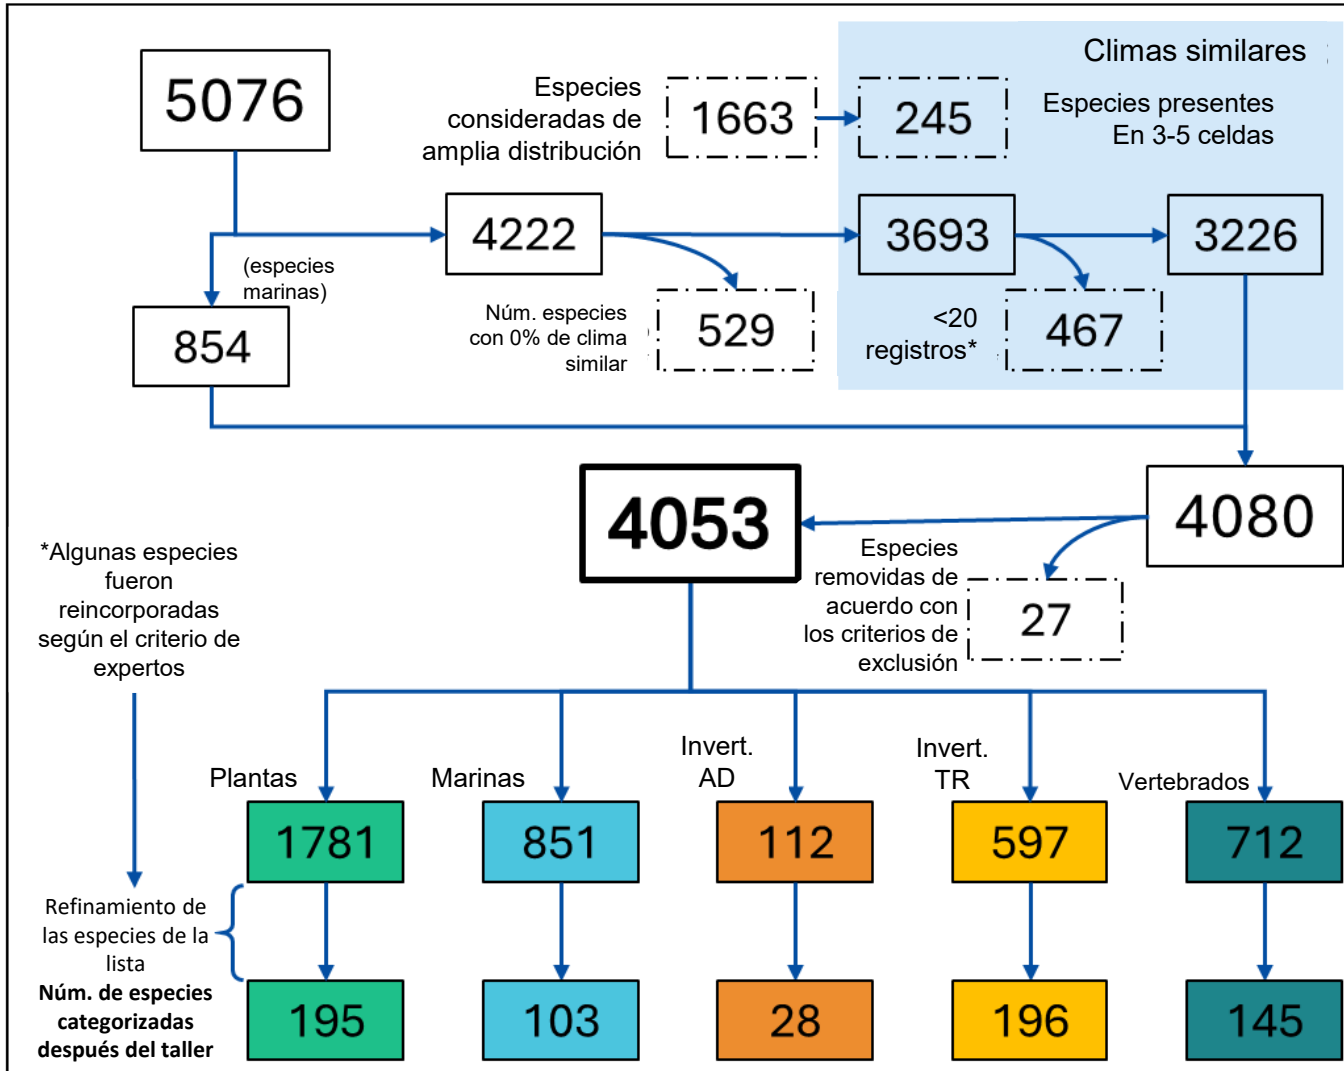 5076
Especies
consideradas de
amplia distribución
1663
245
Climas similares
Especies presentes
En 3-5 celdas
4222
3693
3226
(especies
marinas)
854
Núm. especies
con 0% de clima
similar
529
<20
registros*
467
4053
4080
Especies
removidas de
acuerdo con
los criterios de
exclusión
27
*Algunas especies
fueron
reincorporadas
según el criterio de
expertos
Plantas
Marinas
Invert.
AD
Invert.
TR
Vertebrados
1781
851
112
597
712
Refinamiento de
las especies de la
lista
Núm. de especies
categorizadas
después del taller
195
103
28
196
145